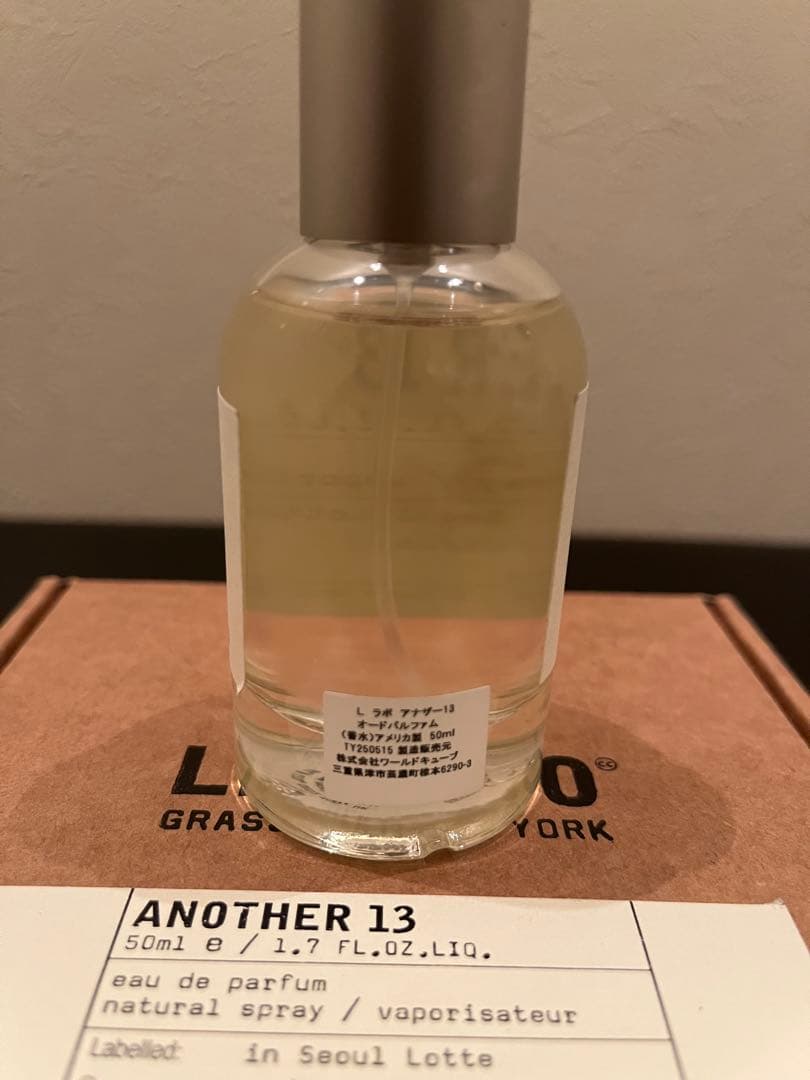 L ラボ アナザー13
オードパルファム
(香水)アメリカ製 50ml
TY250515 製造販売元
株式会社ワールドキューブ
三重県津市芸濃町椋本6290-3
L O
GRAS YORK
ANOTHER 13
50ml e / 1.7 FL.OZ.LIQ.
eau de parfum
natural spray / vaporisateur
Labelled: in Seoul Lotte